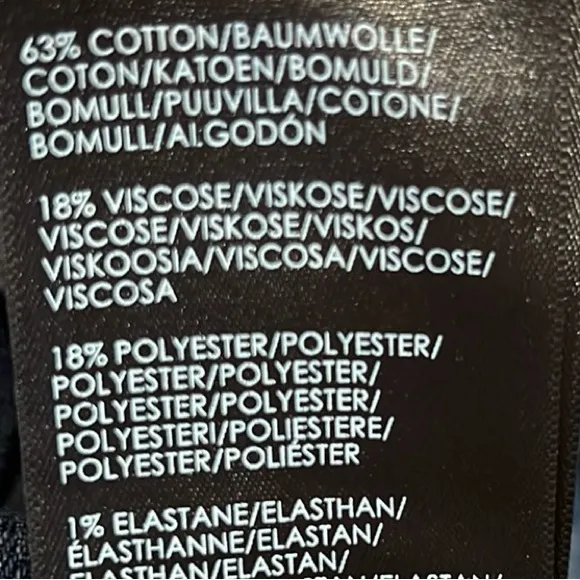 63% COTTON/BAUMWOLLE/
COTON/KATOEN/BOMULD/
BOMULL/PUUVILLA/COTONE/
BOMULL/ALGODÓN
18% VISCOSE/VISKOSE/VISCOSE/
VISCOSE/VISKOSE/VISKOS/
VISKOOSIA/VISCOSA/VISCOSE/
VISCOSA
18% POLYESTER/POLYESTER/
POLYESTER/POLYESTER/
POLYESTER/POLYESTER/
POLYESTERI/POLIESTERE/
POLYESTER/POLIÉSTER
1% ELASTANE/ELASTHAN/
ÉLASTHANNE/ELASTAN/
ELASTHAN/ELASTAN/